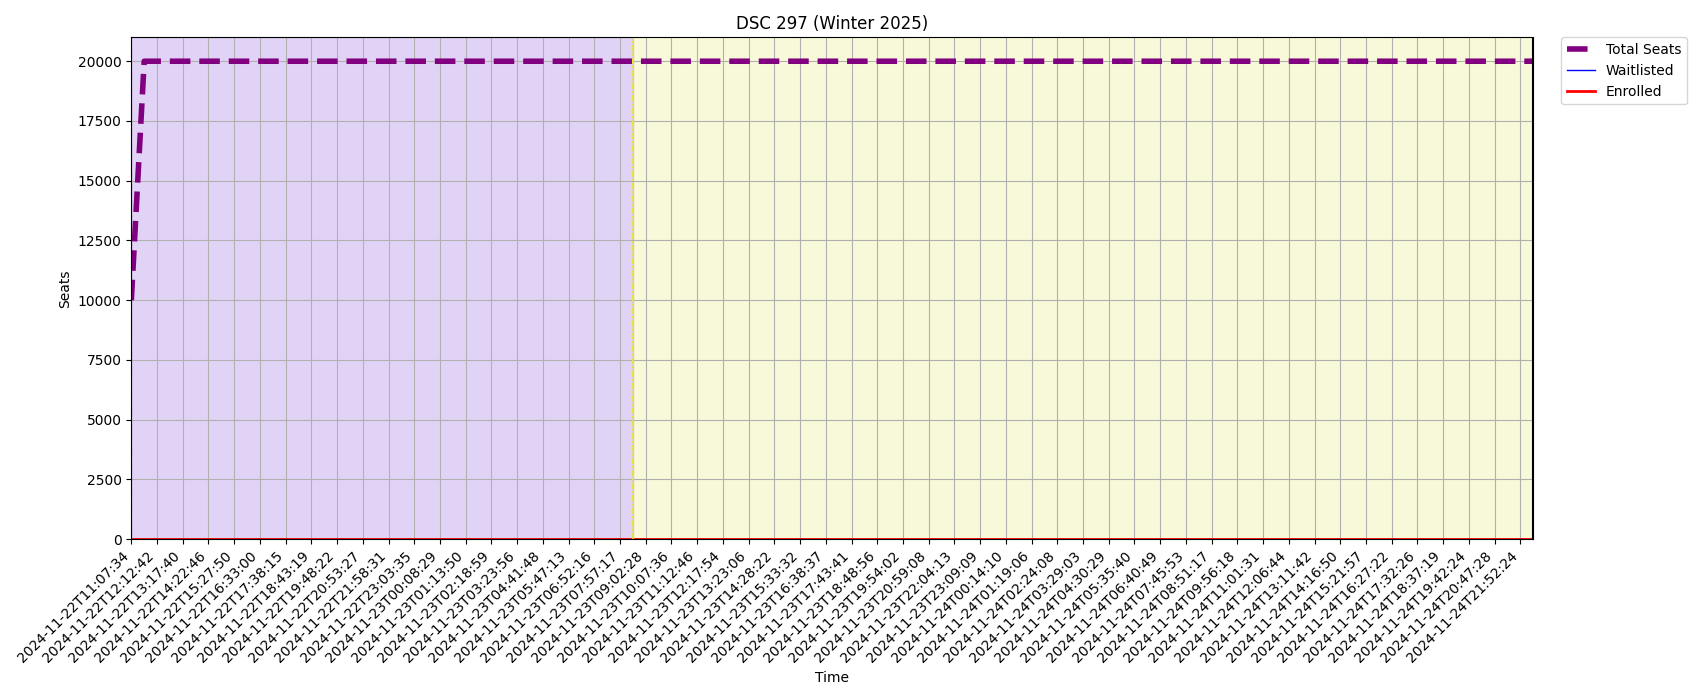 DSC 297 (Winter 2025)
Total Seats
Waitlisted
Enrolled
Seats
20000
17500
15000
12500
10000
7500
5000
2500
0
2024-11-22T11:07:34
2024-11-22T12:12:42
2024-11-22T13:17:40
2024-11-22T14:22:46
2024-11-22T15:27:50
2024-11-22T16:33:00
2024-11-22T17:38:15
2024-11-22T18:43:19
2024-11-22T19:48:22
2024-11-22T20:53:27
2024-11-22T21:58:31
2024-11-22T23:03:35
2024-11-23T00:08:29
2024-11-23T01:13:50
2024-11-23T02:18:59
2024-11-23T03:23:56
2024-11-23T04:41:48
2024-11-23T05:47:13
2024-11-23T06:52:16
2024-11-23T07:57:17
2024-11-23T09:02:28
2024-11-23T10:07:36
2024-11-23T11:12:46
2024-11-23T12:17:54
2024-11-23T13:23:06
2024-11-23T14:28:22
2024-11-23T15:33:32
2024-11-23T16:38:37
2024-11-23T17:43:41
2024-11-23T18:48:56
2024-11-23T19:54:02
2024-11-23T20:59:08
2024-11-23T22:04:13
2024-11-23T23:09:09
2024-11-24T00:14:10
2024-11-24T01:19:06
2024-11-24T02:24:08
2024-11-24T03:29:03
2024-11-24T04:30:29
2024-11-24T05:35:40
2024-11-24T06:40:49
2024-11-24T07:45:53
2024-11-24T08:51:17
2024-11-24T09:56:18
2024-11-24T11:01:31
2024-11-24T12:06:44
2024-11-24T13:11:42
2024-11-24T14:16:50
2024-11-24T15:21:57
2024-11-24T16:27:22
2024-11-24T17:32:26
2024-11-24T18:37:19
2024-11-24T19:42:24
2024-11-24T20:47:28
2024-11-24T21:52:24
Time